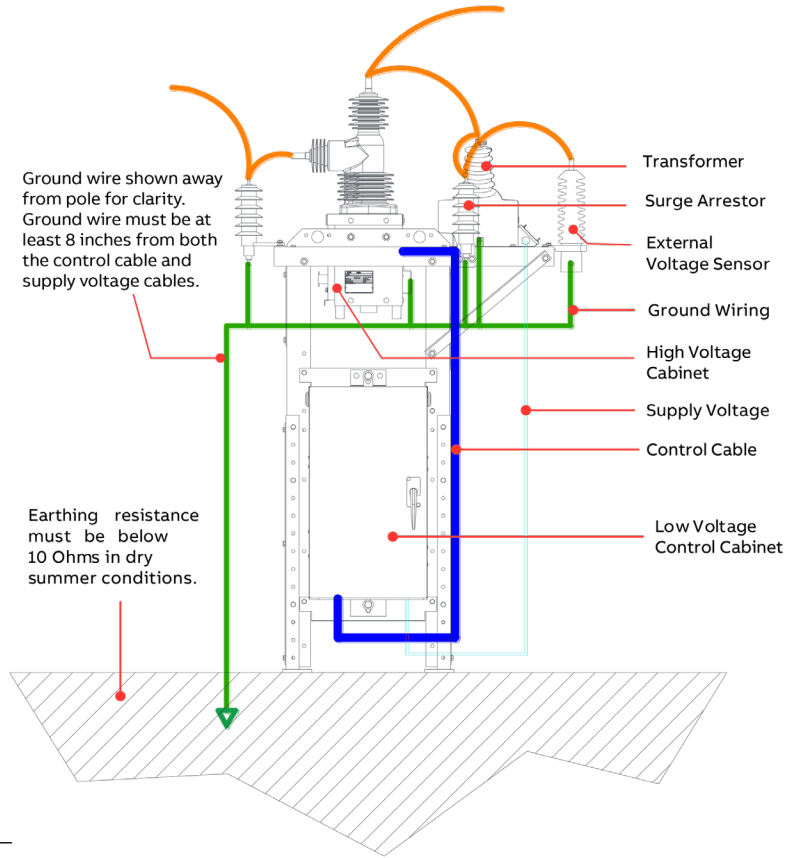 Ground wire shown away
from pole for clarity.
Ground wire must be at
least 8 inches from both
the control cable and
supply voltage cables.
Transformer
Surge Arrestor
External
Voltage Sensor
Ground Wiring
High Voltage
Cabinet
Supply Voltage
Control Cable
Low Voltage
Control Cabinet
Earthing resistance
must be below
10 Ohms in dry
summer conditions.